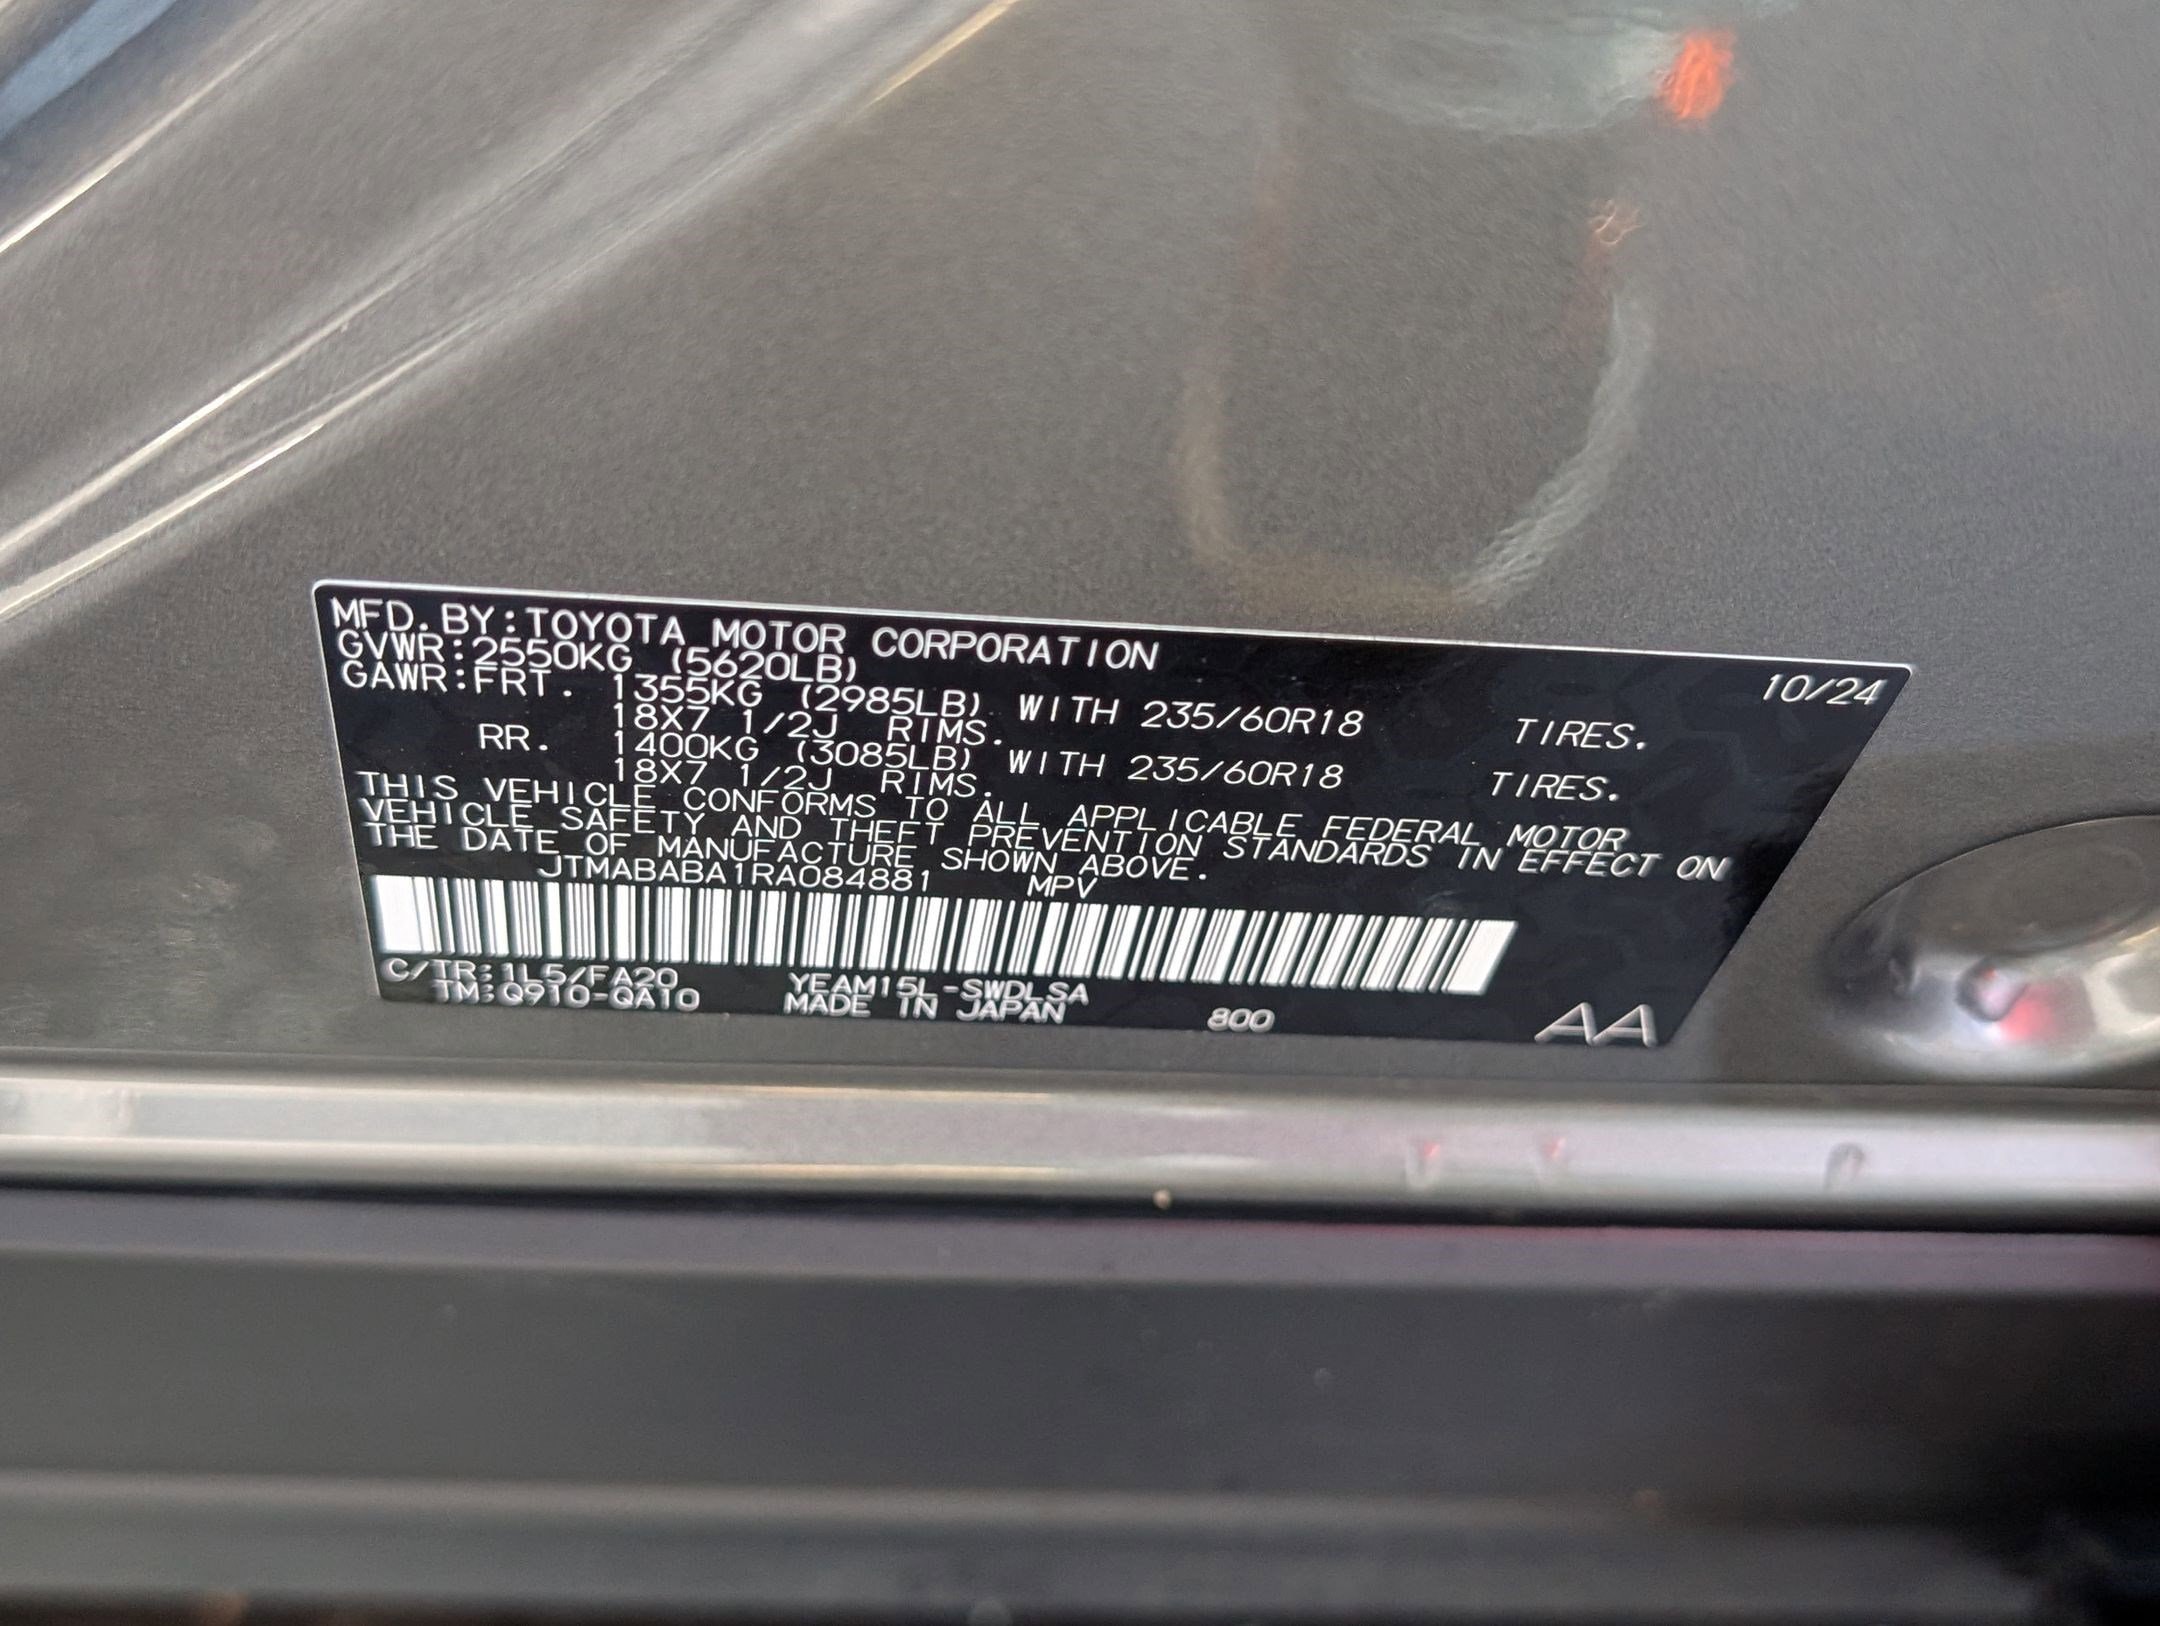 MFD. BY: TOYOTA MOTOR CORPORATION 10/24
GVWR: 2550KG (5620LB)
GAWR: FRT. 1355KG (2985LB) WITH 235/60R18 TIRES.
18X7 1/2J RIMS.
RR. 1400KG (3085LB) WITH 235/60R18 TIRES.
18X7 1/2J RIMS.
THIS VEHICLE CONFORMS TO ALL APPLICABLE FEDERAL MOTOR
VEHICLE SAFETY AND THEFT PREVENTION STANDARDS IN EFFECT ON
THE DATE OF MANUFACTURE SHOWN ABOVE.
JTMABABA1RA084881 MPV
C/TR: 1L5/FA20 YEAM15L-SWDLSA
TM: Q910-QA10 MADE IN JAPAN 800 AA